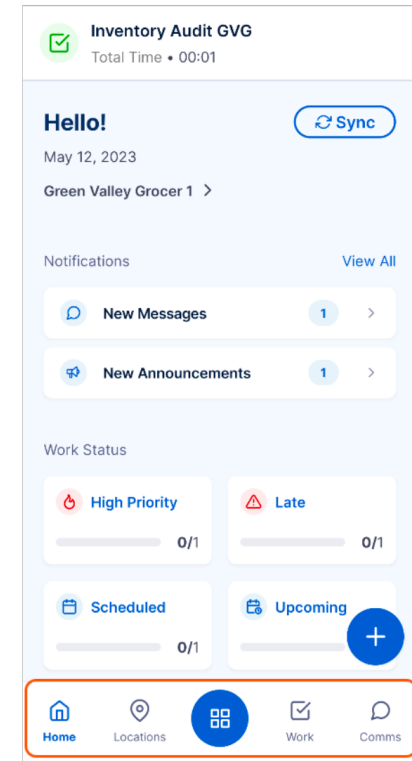 Inventory Audit GVG
Total Time • 00:01
Hello!
Sync
May 12, 2023
Green Valley Grocer 1
Notifications
View All
New Messages
1
New Announcements
1
Work Status
High Priority
0/1
Late
0/1
Scheduled
0/1
Upcoming
Home
Locations
Work
Comms